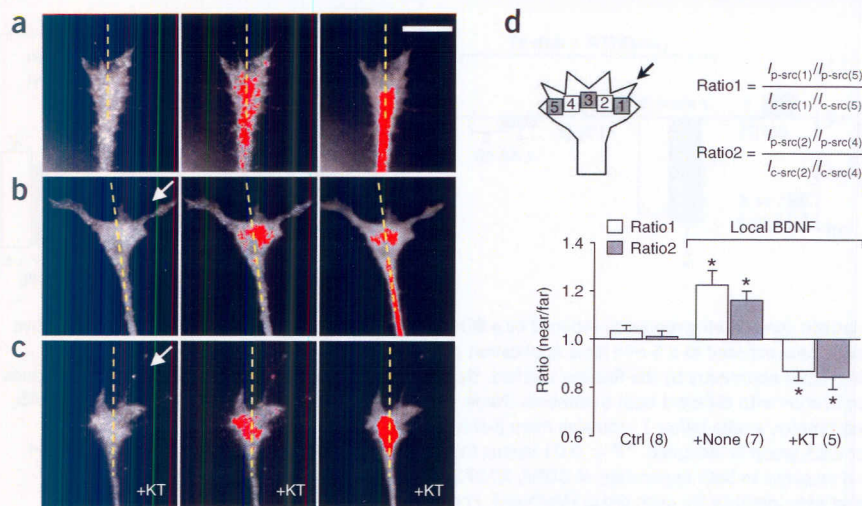 a
b
c
+KT
+KT
+KT
d
5 4 3 2 1
Ratio1 = I p-src(1)/I p-src(5)
I c-src(1)/I c-src(5)
Ratio2 = I p-src(2)/I p-src(4)
I c-src(2)/I c-src(4)
Ratio1
Ratio2
Local BDNF
Ratio (near/far)
1.4
1.2
1.0
0.8
0.6
*
*
*
*
Ctrl (8) +None (7) +KT (5)